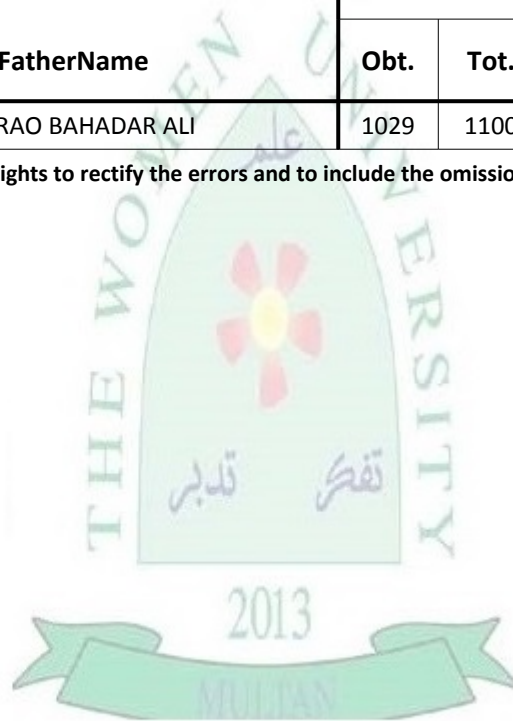 FatherName Obt. Tot.
RAO BAHADAR ALI 1029 1100
ights to rectify the errors and to include the omissio
THE WOMEN UNIVERSITY
علم
تدبر تفکر
2013
MULTAN